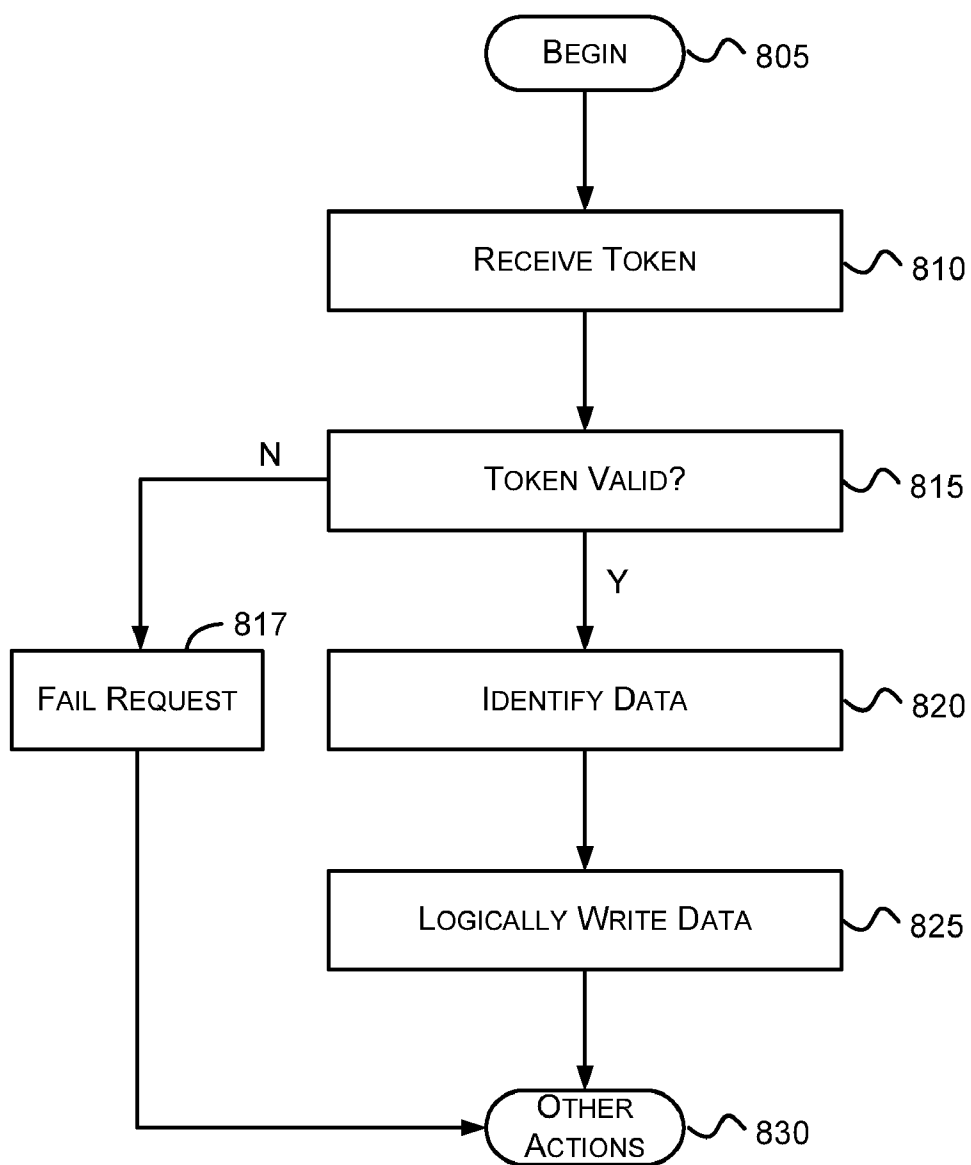 BEGIN
805
RECEIVE TOKEN
810
N
TOKEN VALID?
815
Y
817
FAIL REQUEST
IDENTIFY DATA
820
LOGICALLY WRITE DATA
825
OTHER
ACTIONS
830